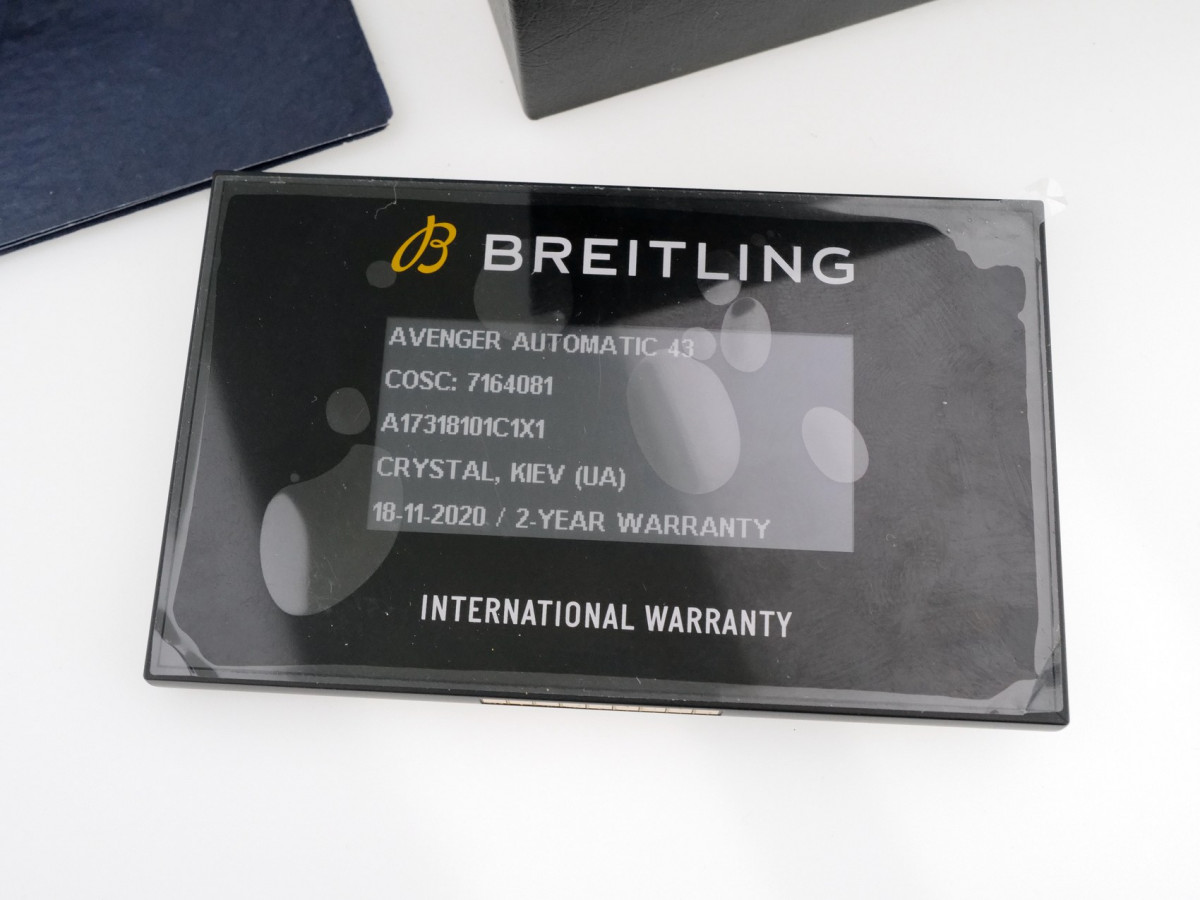 B BREITLING
AVENGER AUTOMATIC 43
COSC: 7164081
A17318101C1X1
CRYSTAL, KIEV (UA)
18-11-2020 / 2-YEAR WARRANTY
INTERNATIONAL WARRANTY